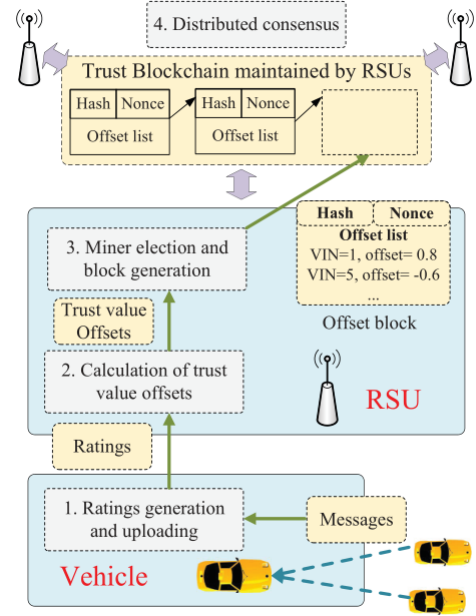 4. Distributed consensus
Trust Blockchain maintained by RSUs
Hash Nonce
Offset list
Hash Nonce
Offset list
3. Miner election and
block generation
Hash Nonce
Offset list
VIN=1, offset= 0.8
VIN=5, offset= -0.6
...
Offset block
Trust value
Offsets
2. Calculation of trust
value offsets
RSU
Ratings
1. Ratings generation
and uploading
Messages
Vehicle